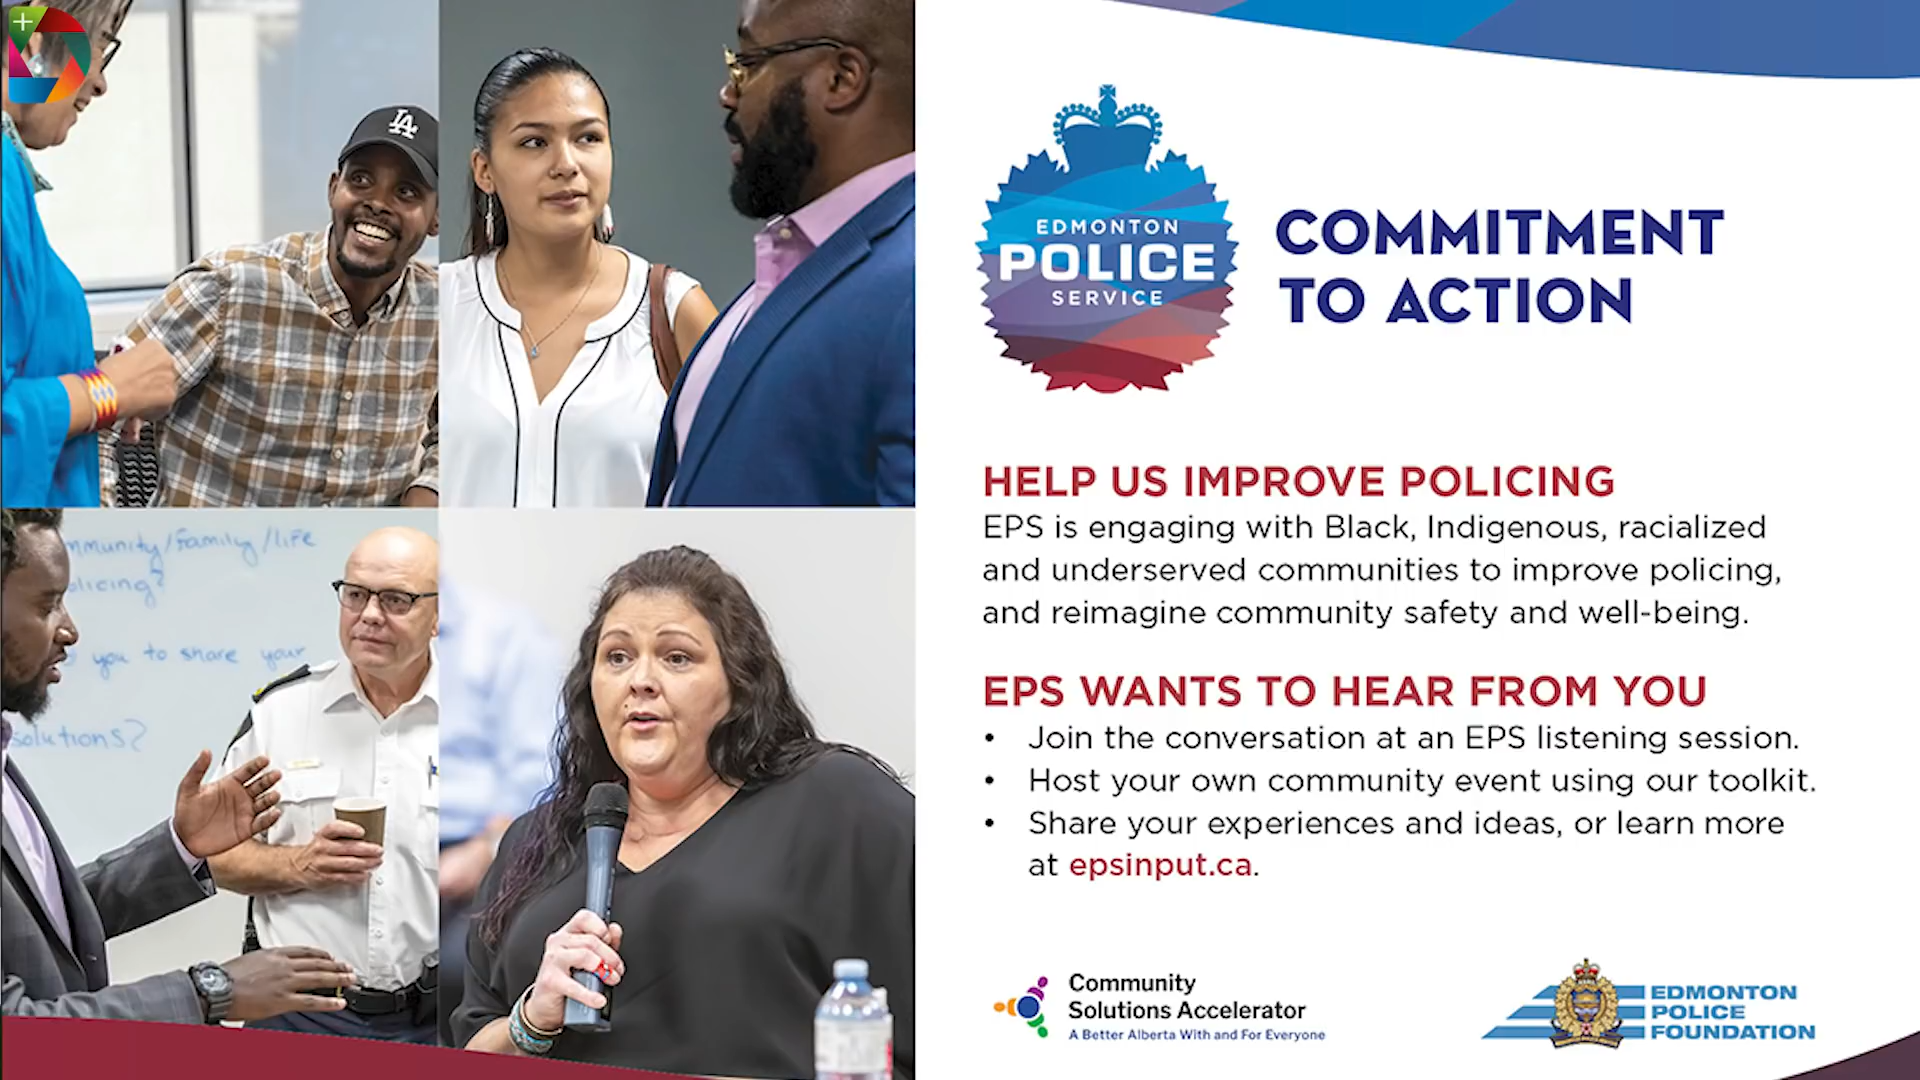 LA
mmunity/Family/life
olicing?
you to share your
solutions?
EDMONTON
POLICE
SERVICE
COMMITMENT
TO ACTION
HELP US IMPROVE POLICING
EPS is engaging with Black, Indigenous, racialized
and underserved communities to improve policing,
and reimagine community safety and well-being.
EPS WANTS TO HEAR FROM YOU
• Join the conversation at an EPS listening session.
• Host your own community event using our toolkit.
• Share your experiences and ideas, or learn more
at epsinput.ca.
Community
Solutions Accelerator
A Better Alberta With and For Everyone
EDMONTON
POLICE
FOUNDATION